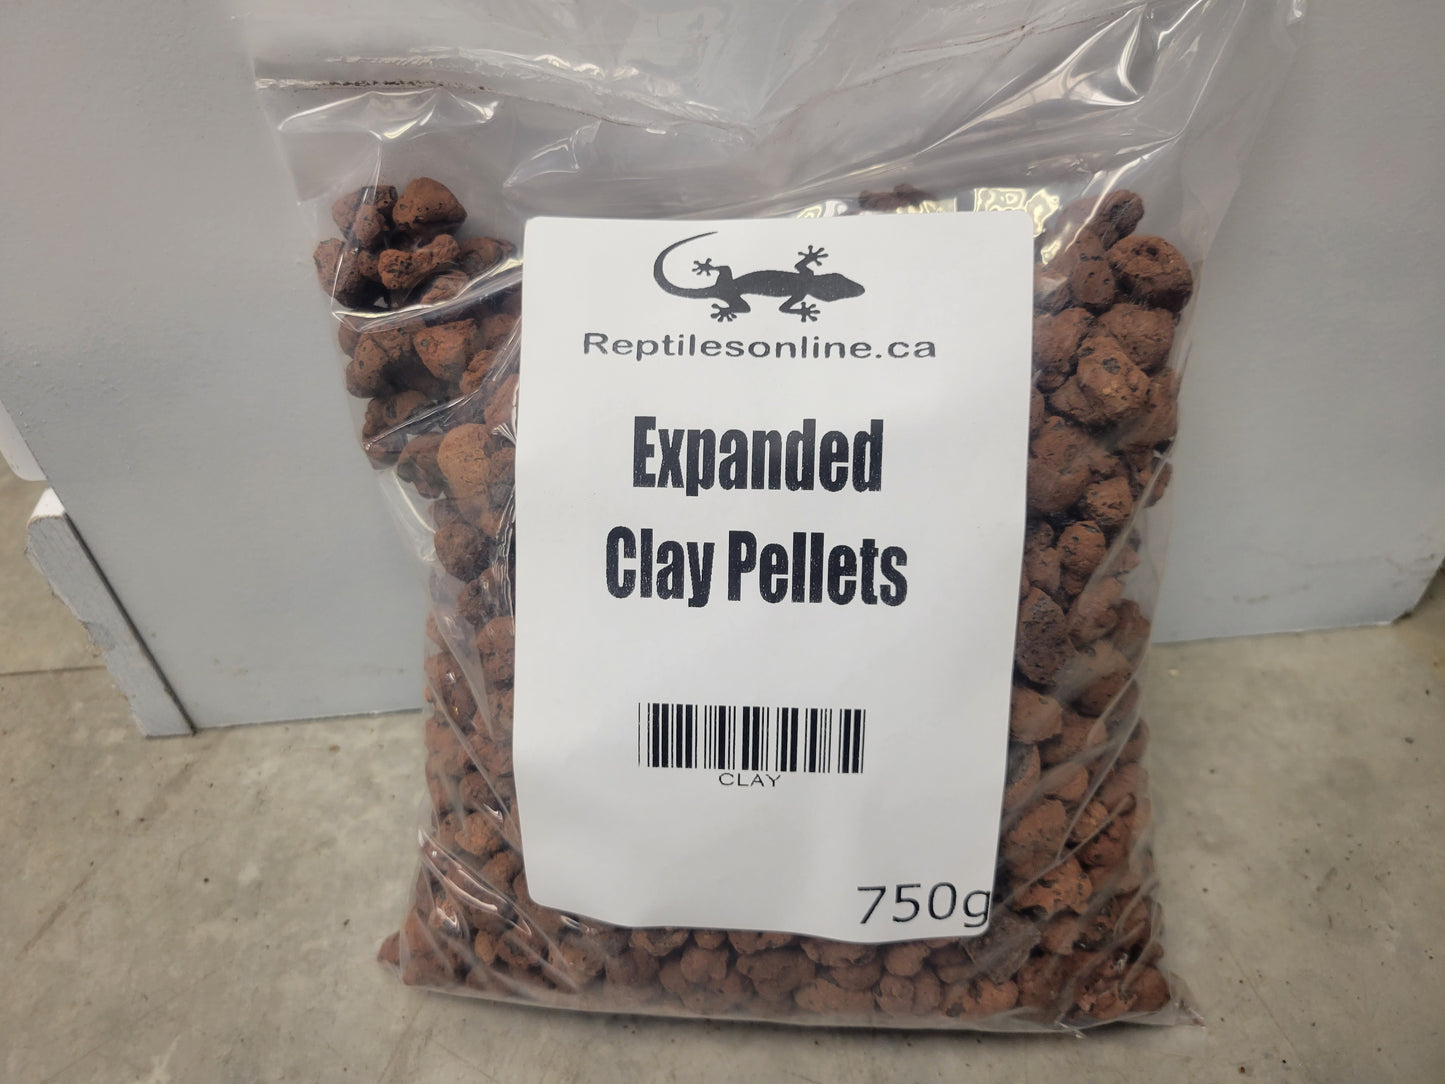 Reptilesonline.ca
Expanded
Clay Pellets
CLAY
750g